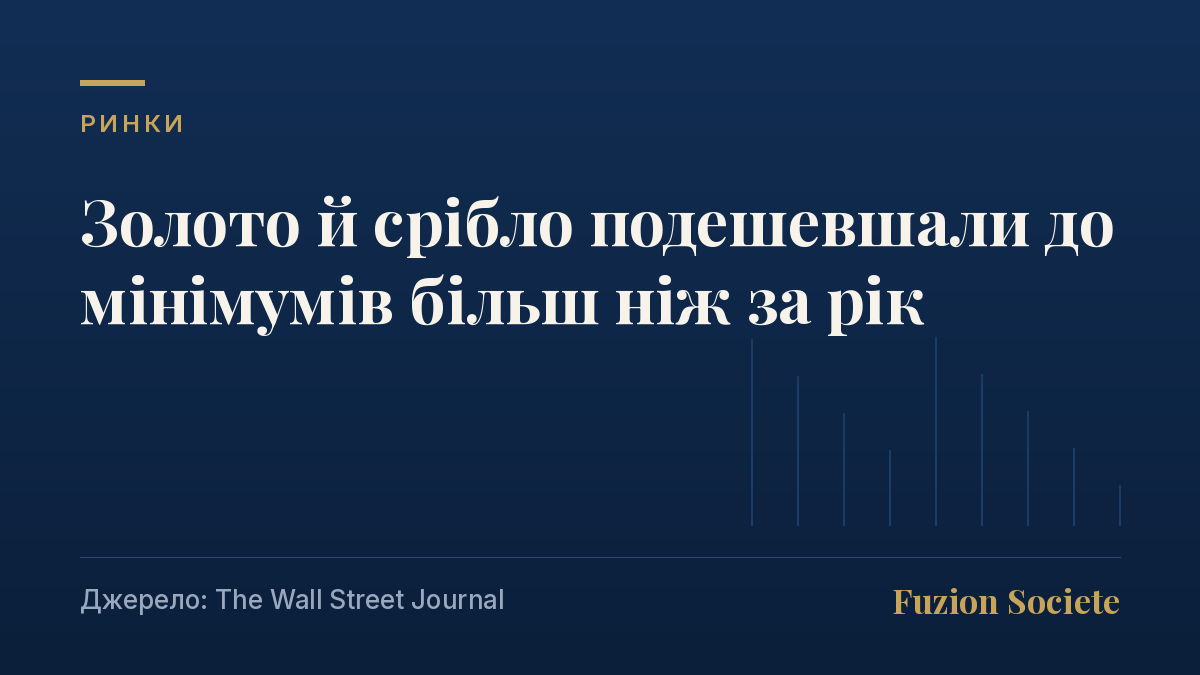 РИНКИ
Золото й срібло подешевшали до
мінімумів більш ніж за рік
Джерело: The Wall Street Journal
Fuzion Societe